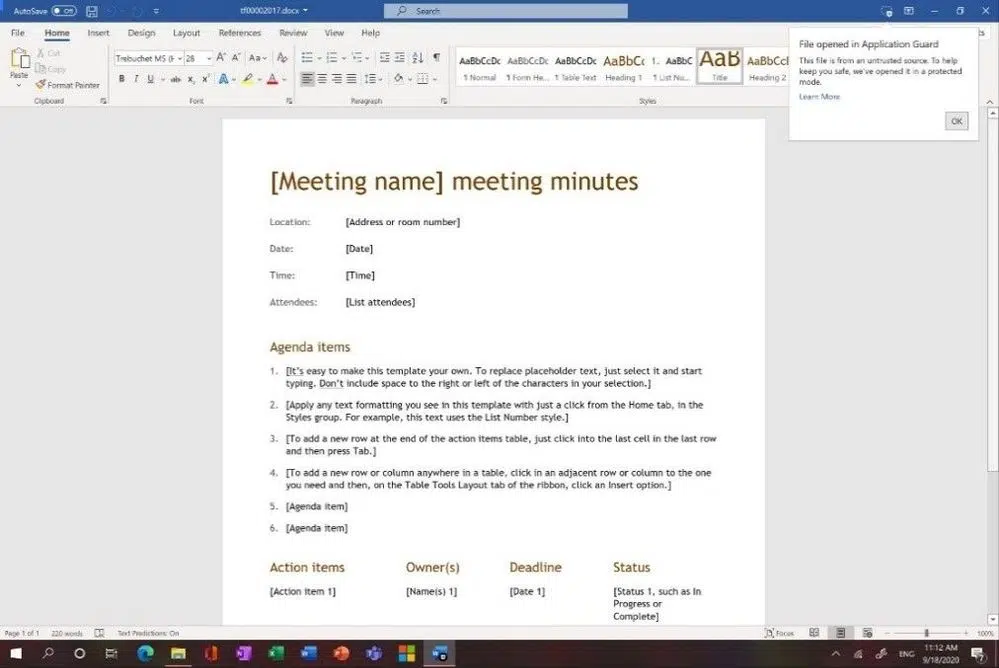 AutoSave Off tf00002017.docx Search
File Home Insert Design Layout References Review View Help
Paste Cut
Copy
Format Painter
Clipboard
Trebuchet MS (H 28 A A Aa A
B I U ab x x A A
Font
Paragraph
AaBbCcDc AaBbCcDc AaBbCcDc AaBbCc 1. AaBbC AaB AaBbCcI
1 Normal 1 Form He... 1 Table Text Heading 1 1 List Nu... Title Heading 2
Styles
File opened in Application Guard
This file is from an untrusted source. To help
keep you safe, we've opened it in a protected
mode.
Learn More
OK
[Meeting name] meeting minutes
Location: [Address or room number]
Date: [Date]
Time: [Time]
Attendees: [List attendees]
Agenda items
1. [It's easy to make this template your own. To replace placeholder text, just select it and start
typing. Don't include space to the right or left of the characters in your selection.]
2. [Apply any text formatting you see in this template with just a click from the Home tab, in the
Styles group. For example, this text uses the List Number style.]
3. [To add a new row at the end of the action items table, just click into the last cell in the last row
and then press Tab.]
4. [To add a new row or column anywhere in a table, click in an adjacent row or column to the one
you need and then, on the Table Tools Layout tab of the ribbon, click an Insert option.]
5. [Agenda item]
6. [Agenda item]
Action items Owner(s) Deadline Status
[Action item 1] [Name(s) 1] [Date 1] [Status 1, such as In
Progress or
Complete]
Page 1 of 1 220 words Text Predictions: On Focus 100%
ENG 11:12 AM
9/18/2020 7